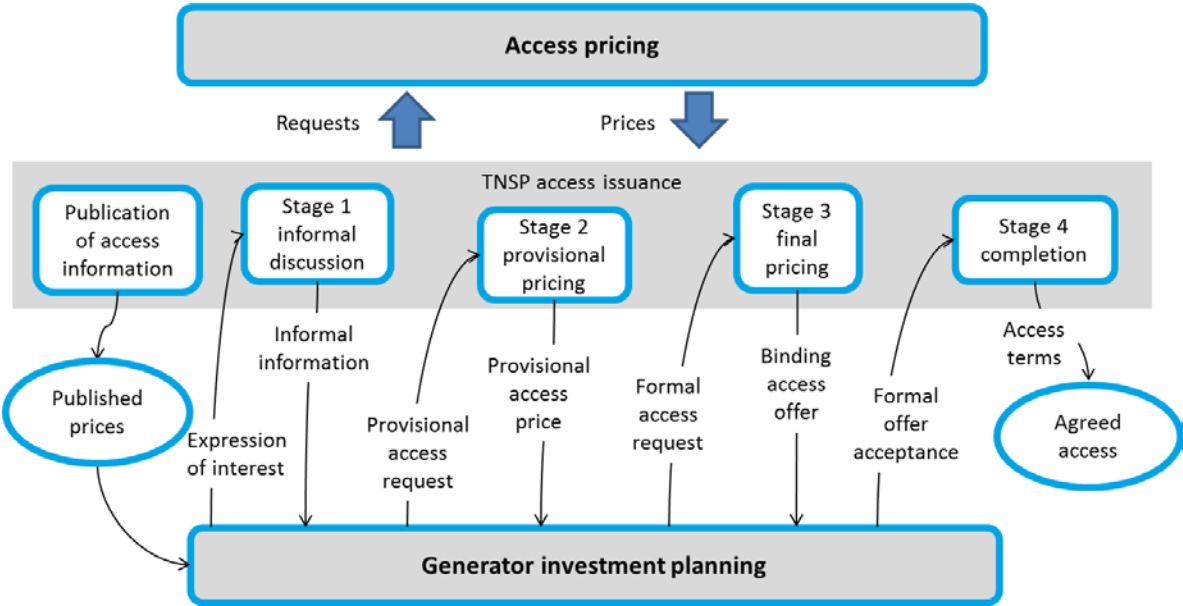 Access pricing
Requests
Prices
TNSP access issuance
Publication
of access
information
Stage 1
informal
discussion
Stage 2
provisional
pricing
Stage 3
final
pricing
Stage 4
completion
Published
prices
Expression
of interest
Informal
information
Provisional
access
request
Provisional
access
price
Formal
access
request
Binding
access
offer
Formal
offer
acceptance
Access
terms
Agreed
access
Generator investment planning